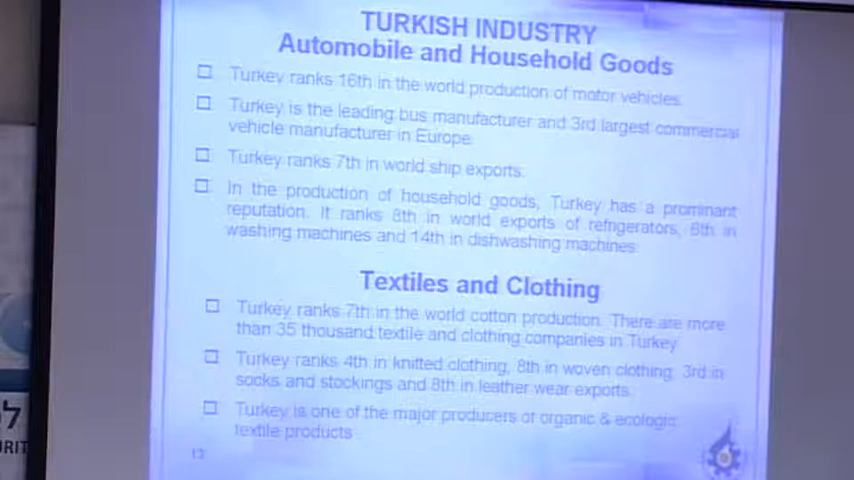 TURKISH INDUSTRY
Automobile and Household Goods
Turkey ranks 16th in the world production of motor vehicles.
Turkey is the leading bus manufacturer and 3rd largest commercial
vehicle manufacturer in Europe.
Turkey ranks 7th in world ship exports.
In the production of household goods, Turkey has a prominant
reputation. It ranks 8th in world exports of refrigerators, 6th in
washing machines and 14th in dishwashing machines.
Textiles and Clothing
Turkey ranks 7th in the world cotton production. There are more
than 35 thousand textile and clothing companies in Turkey.
Turkey ranks 4th in knitted clothing, 8th in woven clothing, 3rd in
socks and stockings and 8th in leather wear exports.
Turkey is one of the major producers of organic & ecologic
textile products
URIT